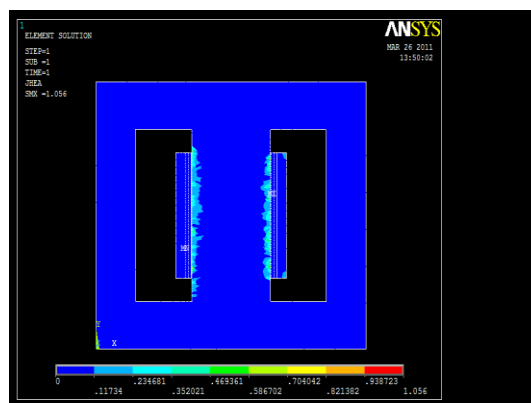 1
ELEMENT SOLUTION
STEP=1
SUB =1
TIME=1
JHEA
SMX =1.056
ANSYS
MAR 26 2011
13:50:02
MX
MN
Y
X
0 .234681 .469361 .704042 .938723
.11734 .352021 .586702 .821382 1.056